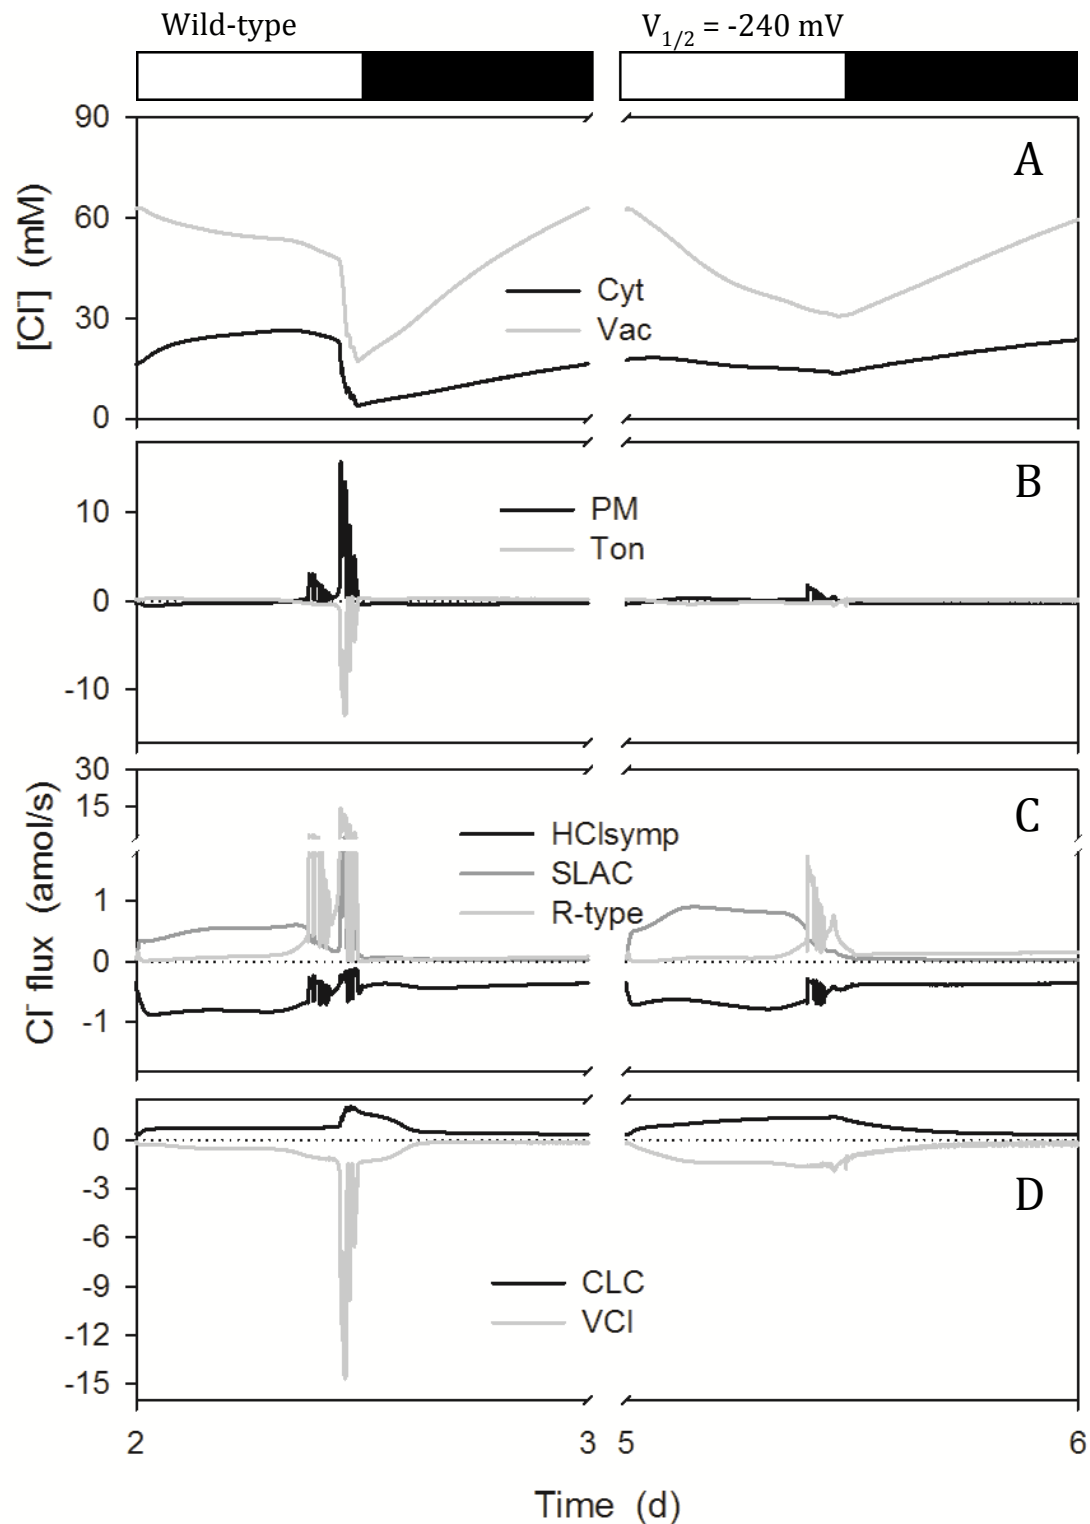 Wild-type
V1/2 = -240 mV
90
60
30
0
[Cl-] (mM)
A
Cyt
Vac
10
0
-10
B
PM
Ton
30
15
1
0
-1
Cl- flux (amol/s)
C
HClsymp
SLAC
R-type
0
-3
-6
-9
-12
-15
D
CLC
VCl
2
3
5
6
Time (d)